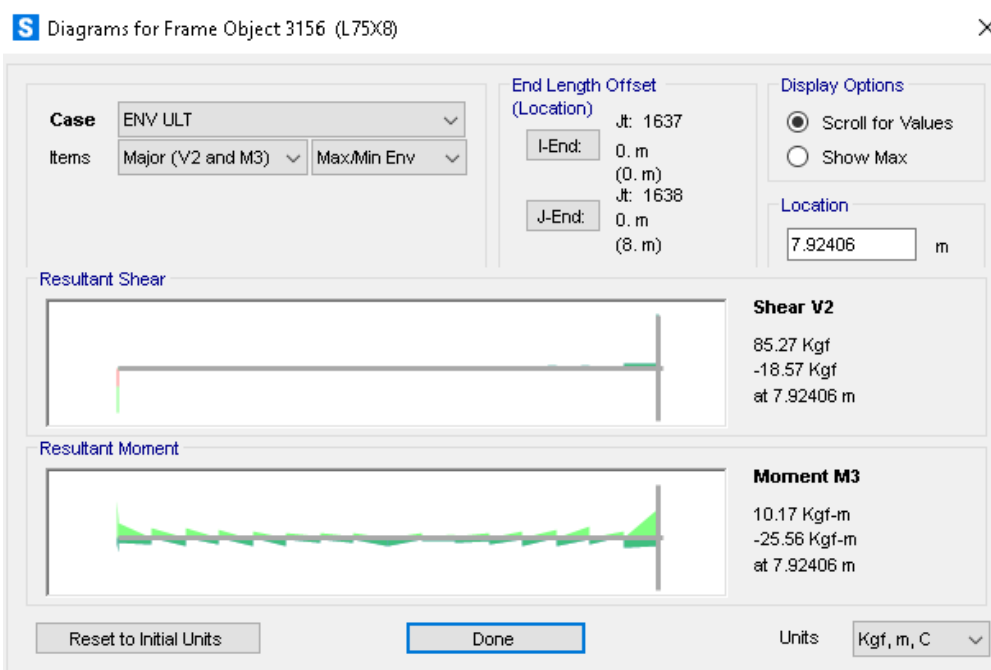 S Diagrams for Frame Object 3156 (L75X8)
Case ENV ULT
Items Major (V2 and M3) Max/Min Env
End Length Offset
(Location)
Jt: 1637
I-End:
0. m
(0. m)
Jt: 1638
J-End:
0. m
(8. m)
Display Options
Scroll for Values
Show Max
Location
7.92406 m
Resultant Shear
Shear V2
85.27 Kgf
-18.57 Kgf
at 7.92406 m
Resultant Moment
Moment M3
10.17 Kgf-m
-25.56 Kgf-m
at 7.92406 m
Reset to Initial Units
Done
Units Kgf, m, C